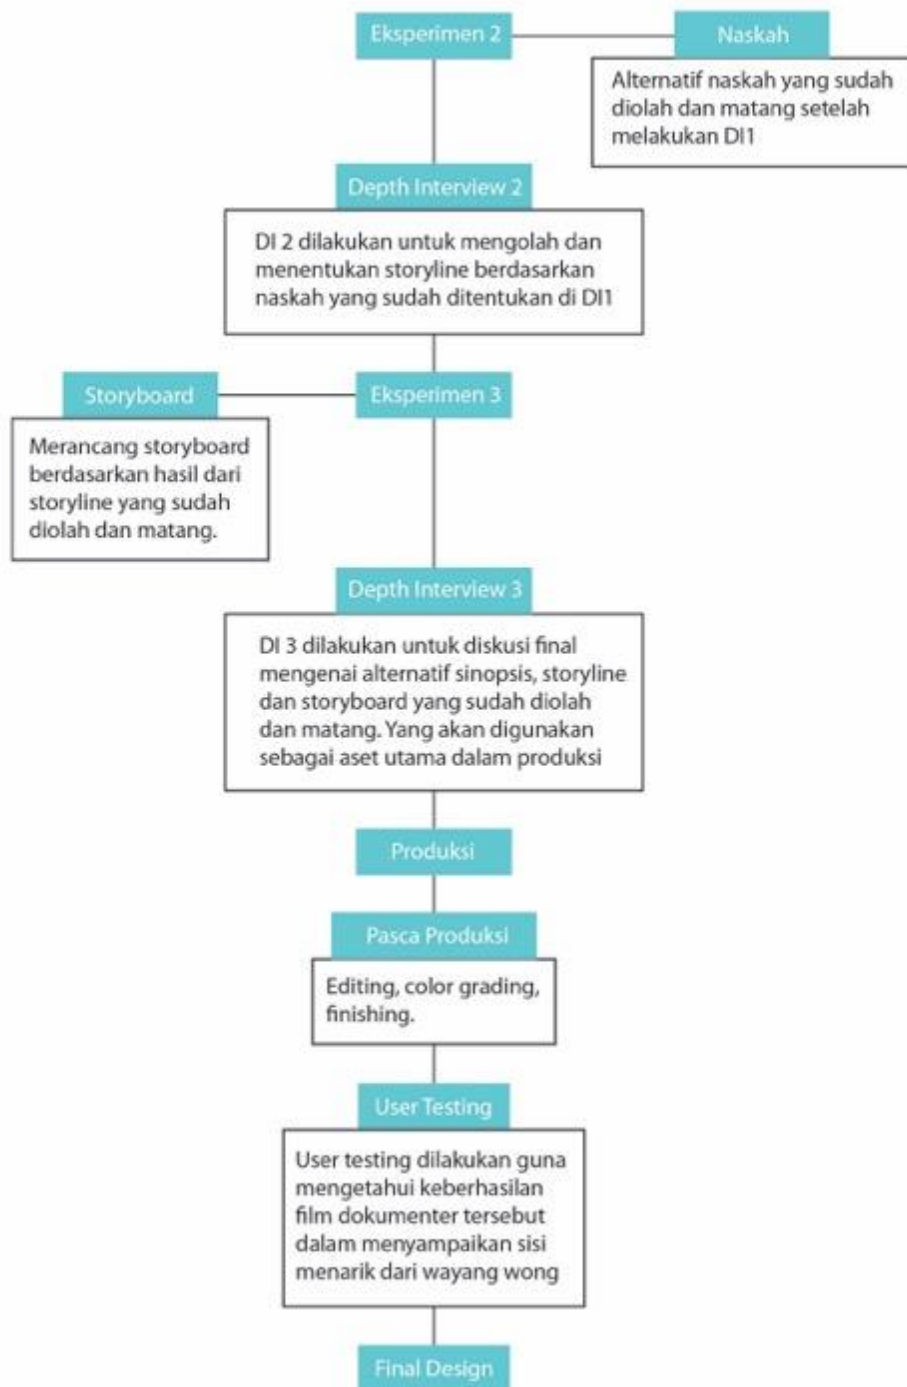 Eksperimen 2
Naskah
Alternatif naskah yang sudah
diolah dan matang setelah
melakukan DI1
Depth Interview 2
DI 2 dilakukan untuk mengolah dan
menentukan storyline berdasarkan
naskah yang sudah ditentukan di DI1
Storyboard
Eksperimen 3
Merancang storyboard
berdasarkan hasil dari
storyline yang sudah
diolah dan matang.
Depth Interview 3
DI 3 dilakukan untuk diskusi final
mengenai alternatif sinopsis, storyline
dan storyboard yang sudah diolah
dan matang. Yang akan digunakan
sebagai aset utama dalam produksi
Produksi
Pasca Produksi
Editing, color grading,
finishing.
User Testing
User testing dilakukan guna
mengetahui keberhasilan
film dokumenter tersebut
dalam menyampaikan sisi
menarik dari wayang wong
Final Design